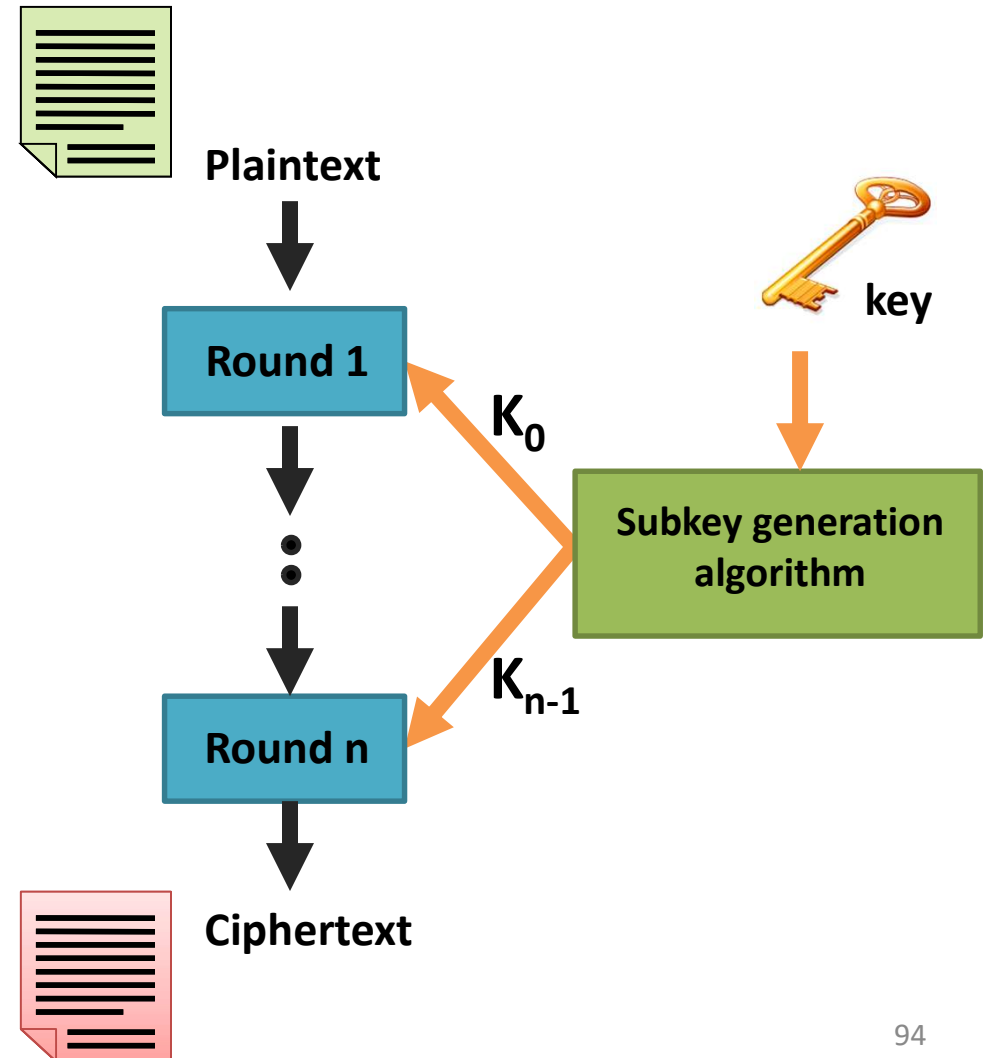 Plaintext
key
Round 1
K₀
Subkey generation
algorithm
Kₙ₋₁
Round n
Ciphertext
94